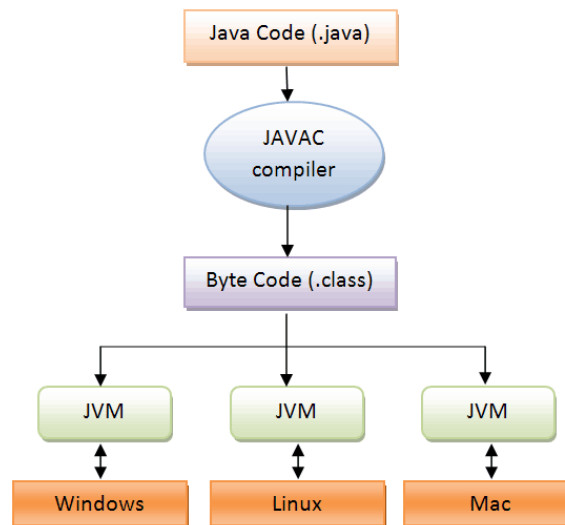 Java Code (.java)
JAVAC
compiler
Byte Code (.class)
JVM
JVM
JVM
Windows
Linux
Mac